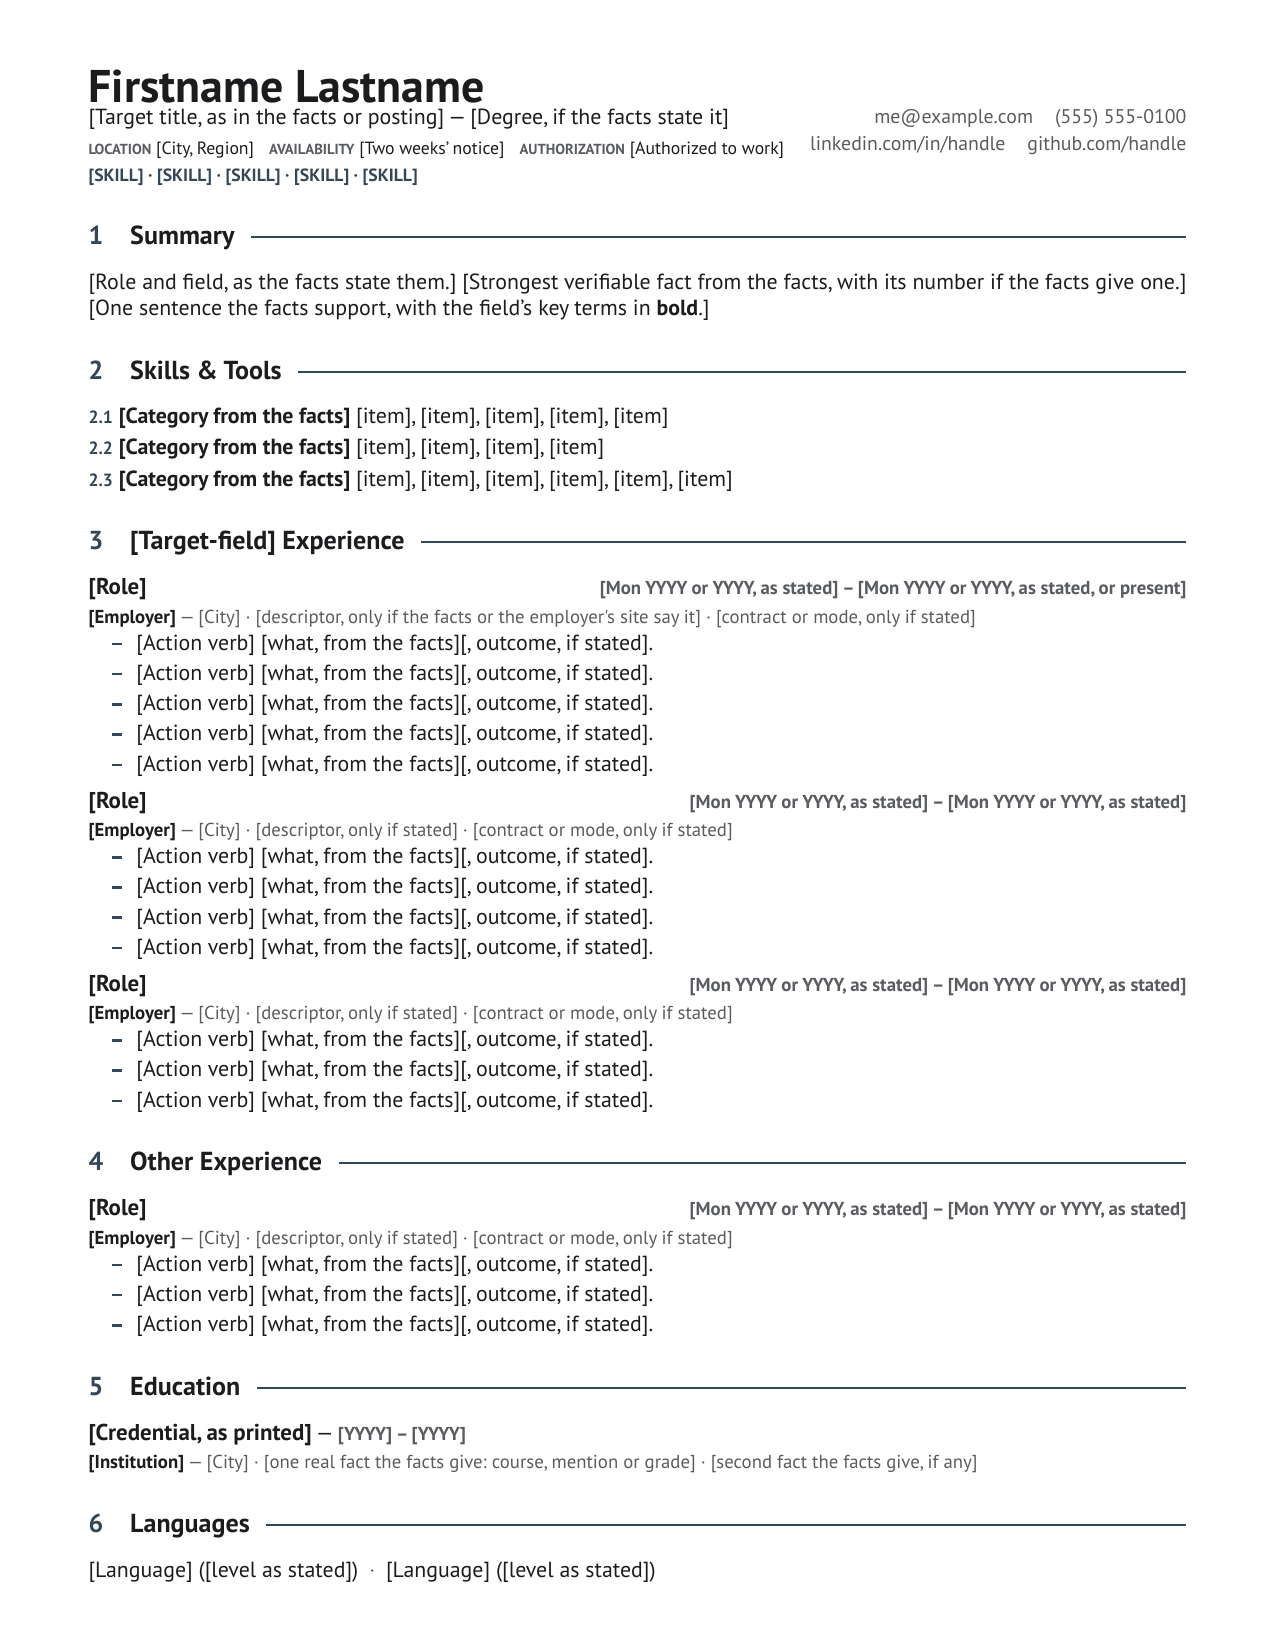 Firstname Lastname
[Target title, as in the facts or posting] — [Degree, if the facts state it]
me@example.com (555) 555-0100
LOCATION [City, Region] AVAILABILITY [Two weeks’ notice] AUTHORIZATION [Authorized to work]
linkedin.com/in/handle github.com/handle
[SKILL] · [SKILL] · [SKILL] · [SKILL] · [SKILL]
1 Summary
[Role and field, as the facts state them.] [Strongest verifiable fact from the facts, with its number if the facts give one.]
[One sentence the facts support, with the field’s key terms in bold.]
2 Skills & Tools
2.1 [Category from the facts] [item], [item], [item], [item], [item]
2.2 [Category from the facts] [item], [item], [item], [item]
2.3 [Category from the facts] [item], [item], [item], [item], [item], [item]
3 [Target-field] Experience
[Role] [Mon YYYY or YYYY, as stated] – [Mon YYYY or YYYY, as stated, or present]
[Employer] — [City] · [descriptor, only if the facts or the employer's site say it] · [contract or mode, only if stated]
– [Action verb] [what, from the facts][, outcome, if stated].
– [Action verb] [what, from the facts][, outcome, if stated].
– [Action verb] [what, from the facts][, outcome, if stated].
– [Action verb] [what, from the facts][, outcome, if stated].
– [Action verb] [what, from the facts][, outcome, if stated].
[Role] [Mon YYYY or YYYY, as stated] – [Mon YYYY or YYYY, as stated]
[Employer] — [City] · [descriptor, only if stated] · [contract or mode, only if stated]
– [Action verb] [what, from the facts][, outcome, if stated].
– [Action verb] [what, from the facts][, outcome, if stated].
– [Action verb] [what, from the facts][, outcome, if stated].
– [Action verb] [what, from the facts][, outcome, if stated].
[Role] [Mon YYYY or YYYY, as stated] – [Mon YYYY or YYYY, as stated]
[Employer] — [City] · [descriptor, only if stated] · [contract or mode, only if stated]
– [Action verb] [what, from the facts][, outcome, if stated].
– [Action verb] [what, from the facts][, outcome, if stated].
– [Action verb] [what, from the facts][, outcome, if stated].
4 Other Experience
[Role] [Mon YYYY or YYYY, as stated] – [Mon YYYY or YYYY, as stated]
[Employer] — [City] · [descriptor, only if stated] · [contract or mode, only if stated]
– [Action verb] [what, from the facts][, outcome, if stated].
– [Action verb] [what, from the facts][, outcome, if stated].
– [Action verb] [what, from the facts][, outcome, if stated].
5 Education
[Credential, as printed] — [YYYY] – [YYYY]
[Institution] — [City] · [one real fact the facts give: course, mention or grade] · [second fact the facts give, if any]
6 Languages
[Language] ([level as stated]) · [Language] ([level as stated])